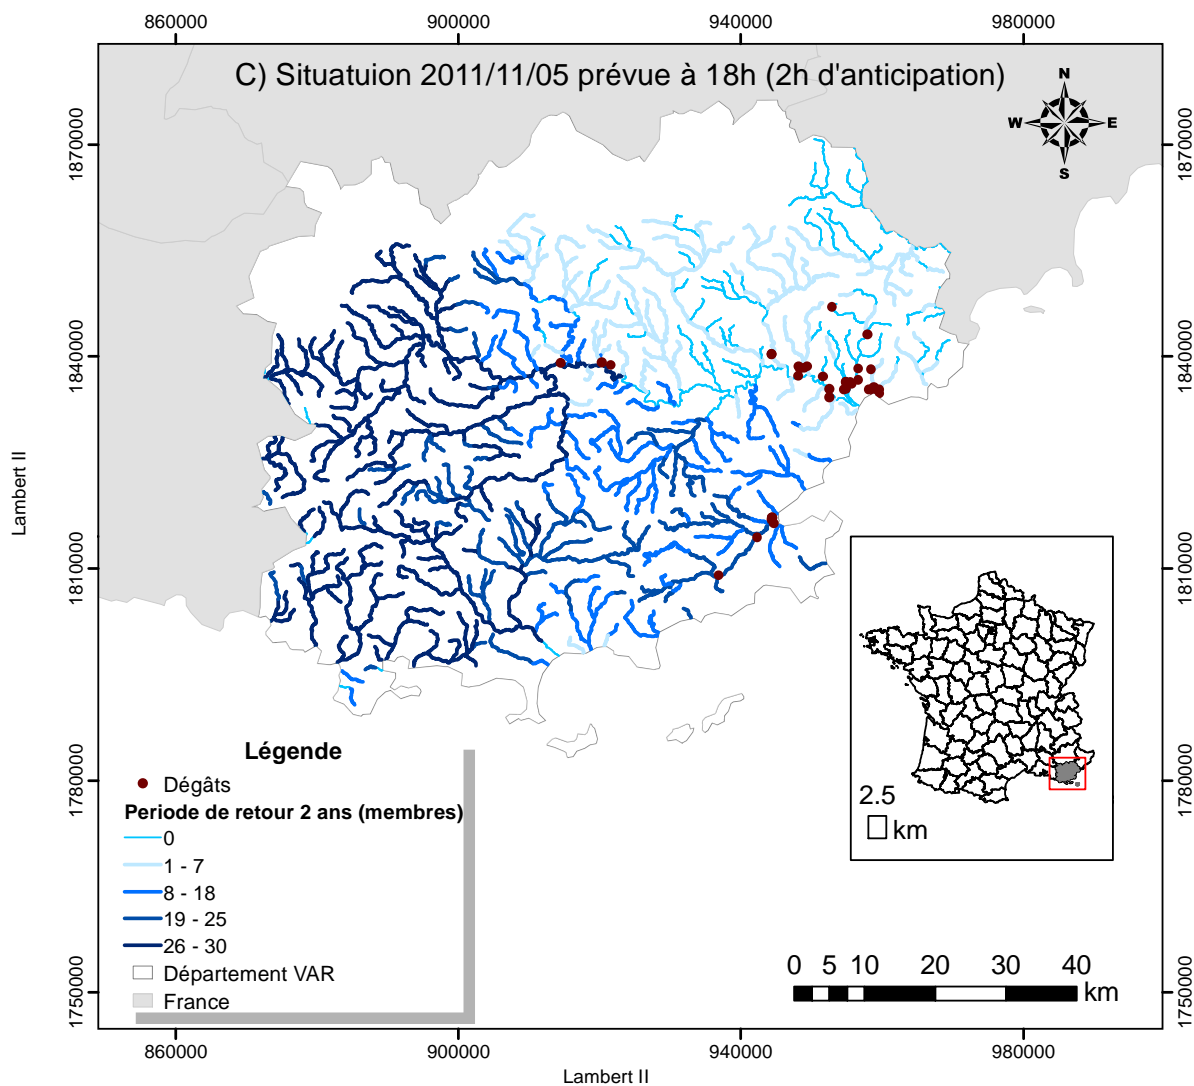 860000
900000
940000
980000
C) Situatuion 2011/11/05 prévue à 18h (2h d'anticipation)
N
W
E
S
1870000
1870000
1840000
1840000
Lambert II
1810000
1810000
Légende
Dégâts
Periode de retour 2 ans (membres)
0
1 - 7
8 - 18
19 - 25
26 - 30
Département VAR
France
2.5
km
1780000
1780000
0 5 10 20 30 40
km
1750000
1750000
860000
900000
940000
980000
Lambert II